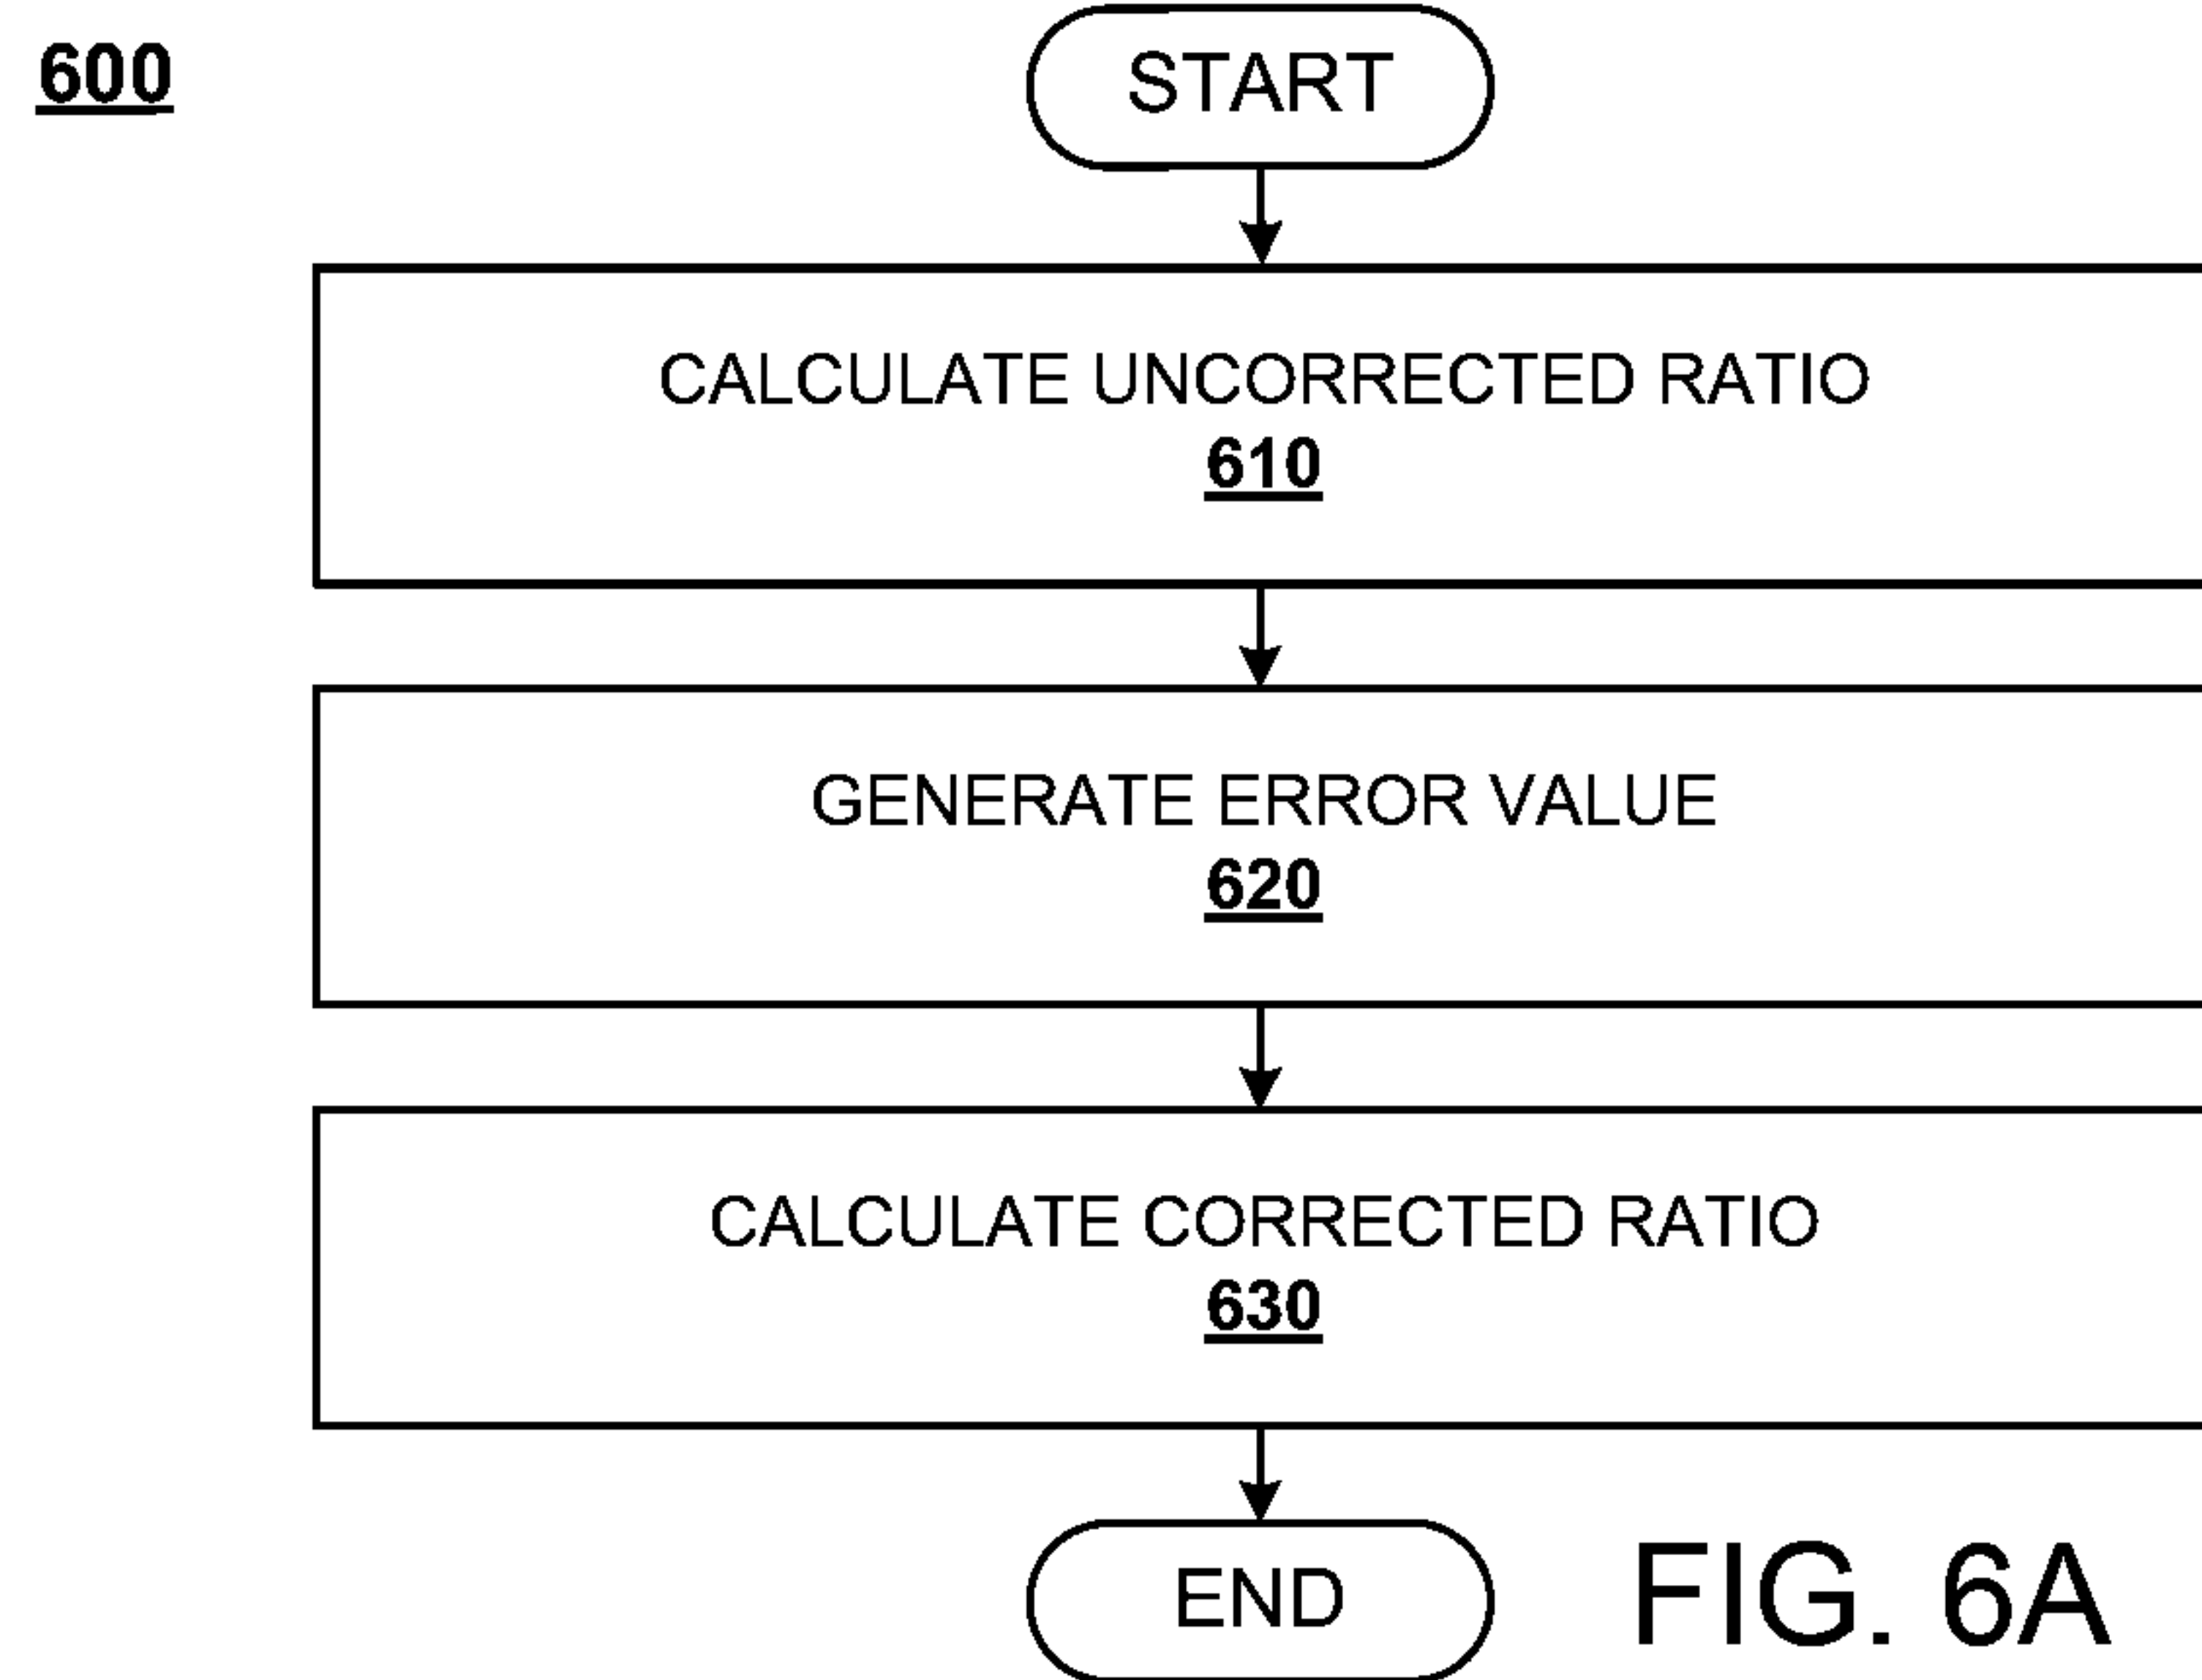 600
START
CALCULATE UNCORRECTED RATIO
610
GENERATE ERROR VALUE
620
CALCULATE CORRECTED RATIO
630
END
FIG. 6A